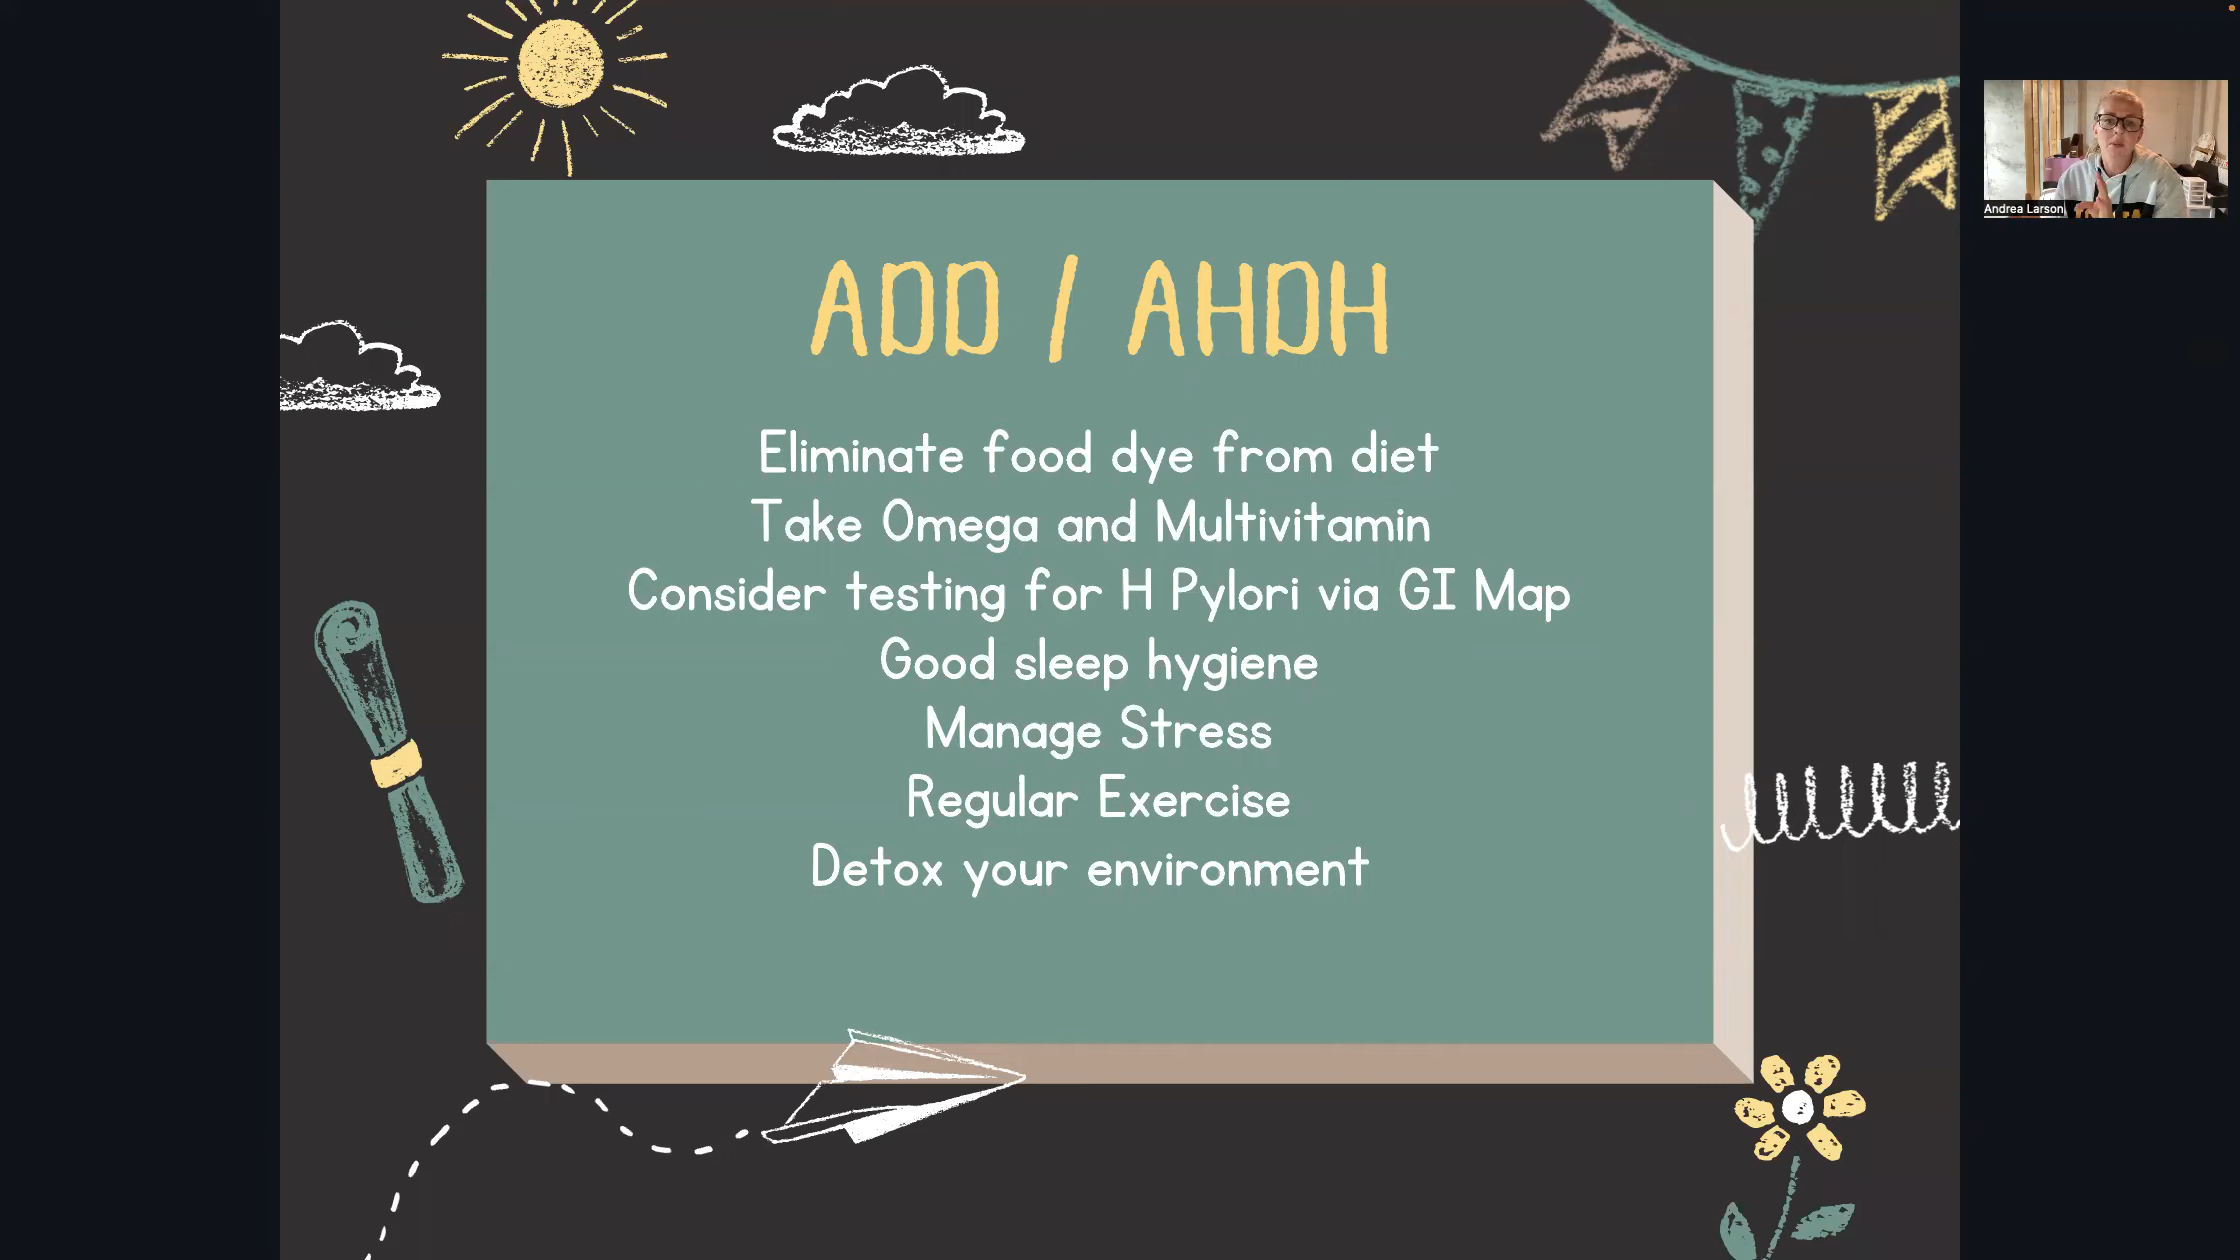 ADD / AHDH
Eliminate food dye from diet
Take Omega and Multivitamin
Consider testing for H Pylori via GI Map
Good sleep hygiene
Manage Stress
Regular Exercise
Detox your environment
Andrea Larson